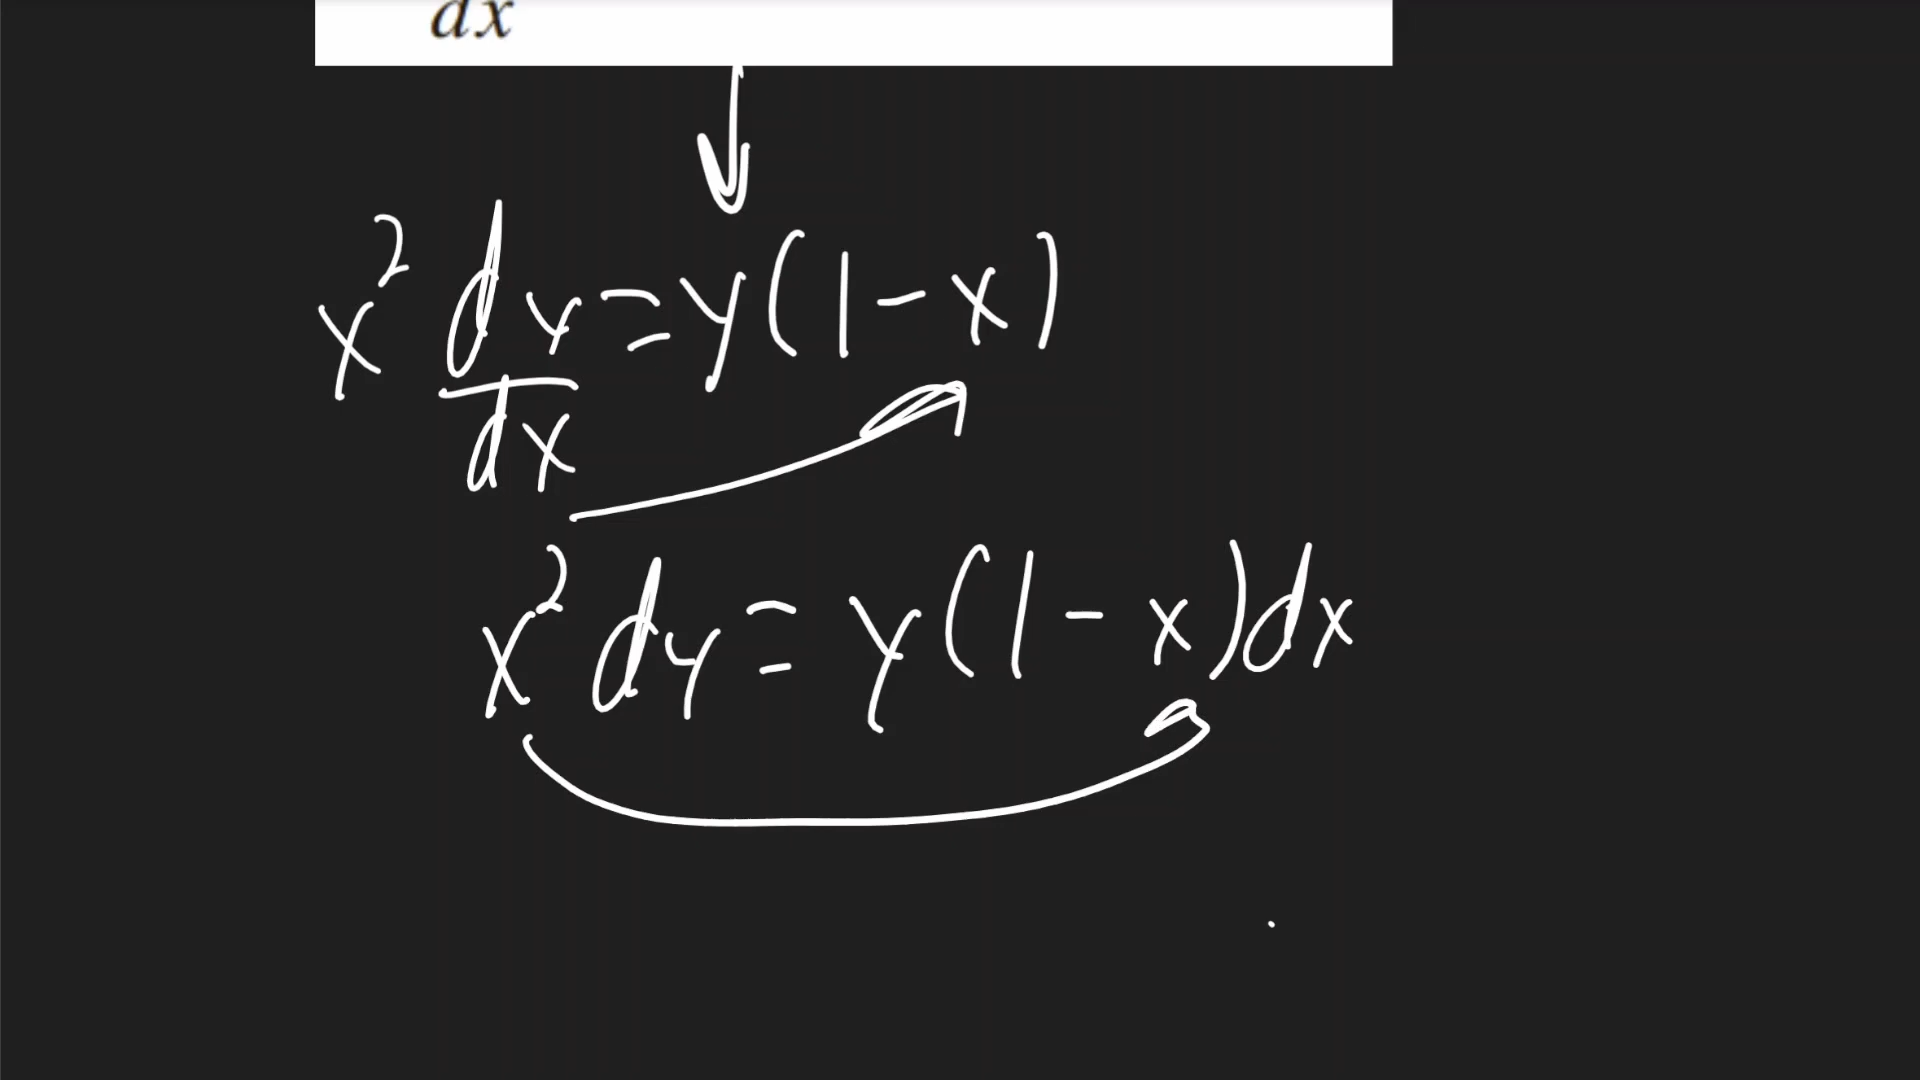 dx
x² dy/dx = y(1-x)
x² dy = y(1-x)dx